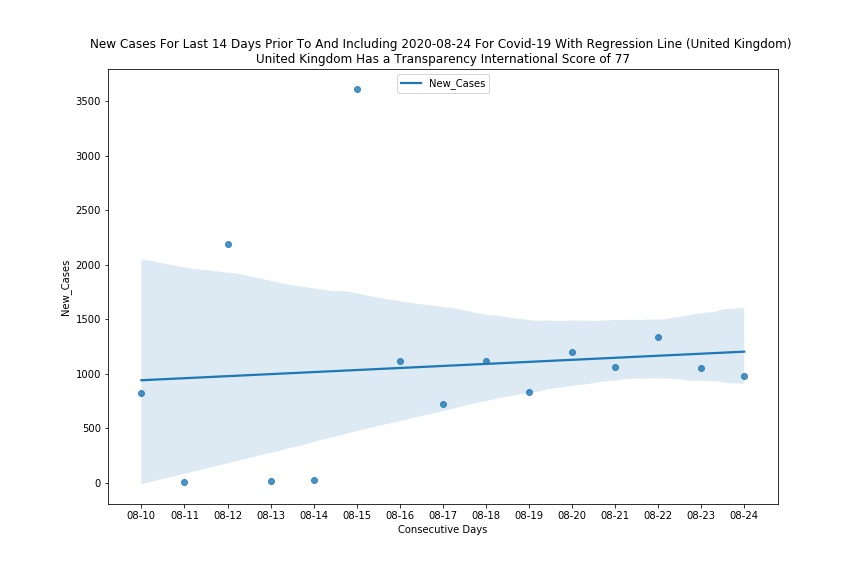 New Cases For Last 14 Days Prior To And Including 2020-08-24 For Covid-19 With Regression Line (United Kingdom)
United Kingdom Has a Transparency International Score of 77
New_Cases
3500
3000
2500
2000
1500
1000
500
0
New_Cases
08-10 08-11 08-12 08-13 08-14 08-15 08-16 08-17 08-18 08-19 08-20 08-21 08-22 08-23 08-24
Consecutive Days